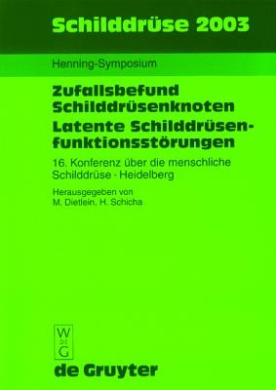 Schilddrüse 2003
Henning-Symposium
Zufallsbefund
Schilddrüsenknoten
Latente Schilddrüsen-
funktionsstörungen
16. Konferenz über die menschliche
Schilddrüse · Heidelberg
Herausgegeben von
M. Dietlein, H. Schicha
W
DE
G
de Gruyter